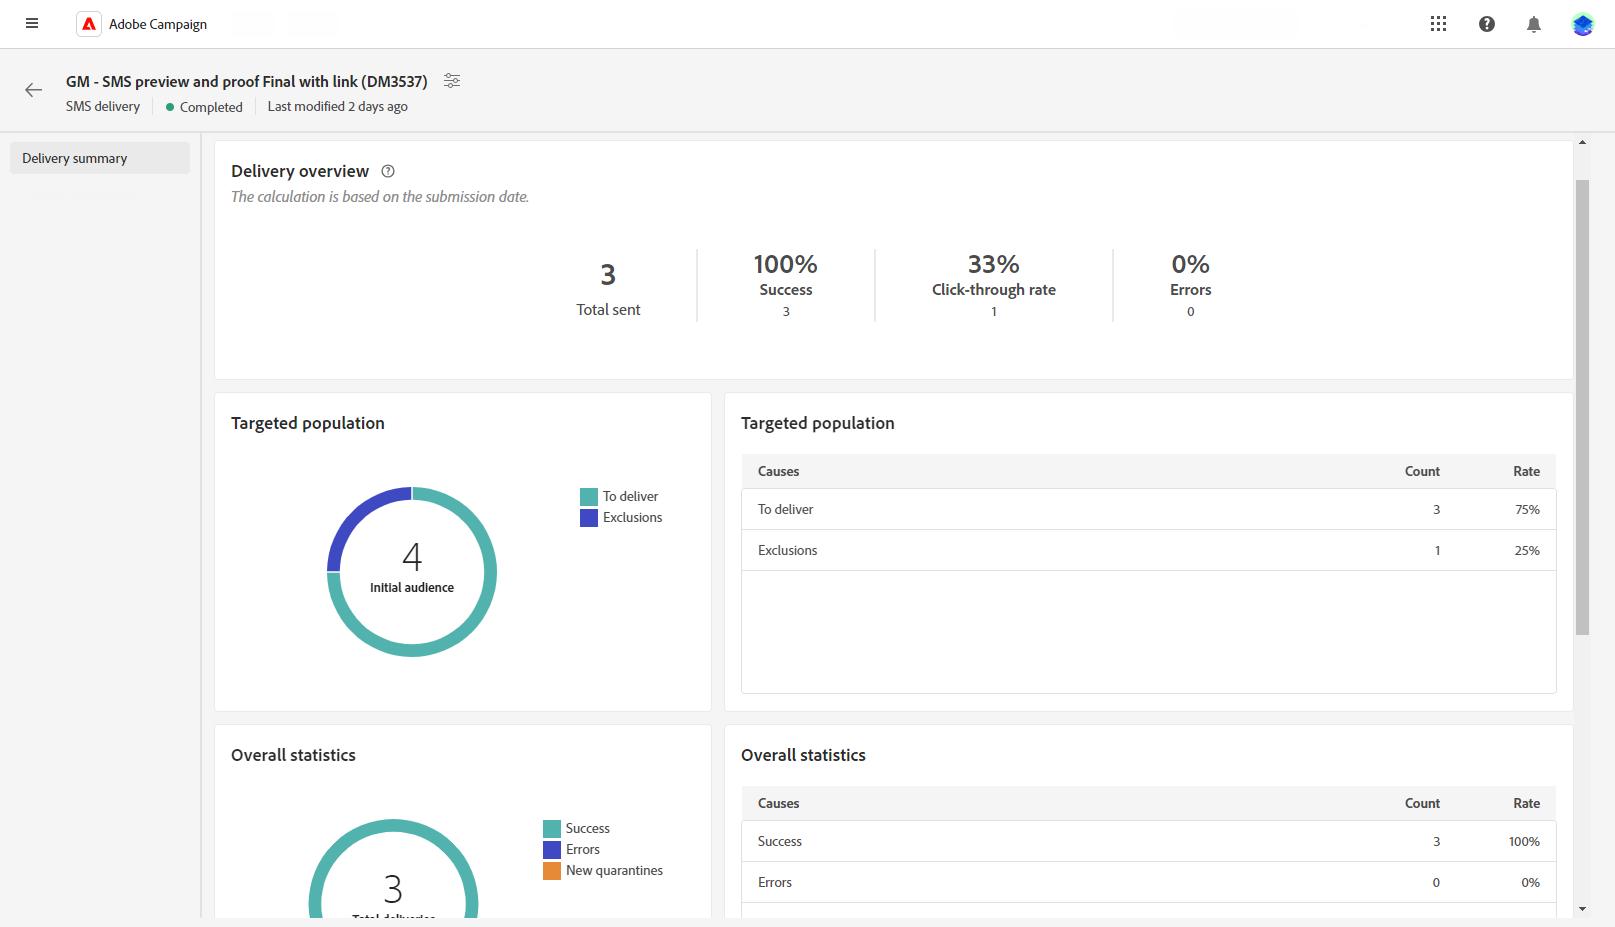 Adobe Campaign
GM - SMS preview and proof Final with link (DM3537)
SMS delivery
Completed
Last modified 2 days ago
Delivery summary
Delivery overview
The calculation is based on the submission date.
3
Total sent
100%
Success
3
33%
Click-through rate
1
0%
Errors
0
Targeted population
4
Initial audience
To deliver
Exclusions
Targeted population
Causes Count Rate
To deliver 3 75%
Exclusions 1 25%
Overall statistics
3
Total deliveries
Success
Errors
New quarantines
Overall statistics
Causes Count Rate
Success 3 100%
Errors 0 0%